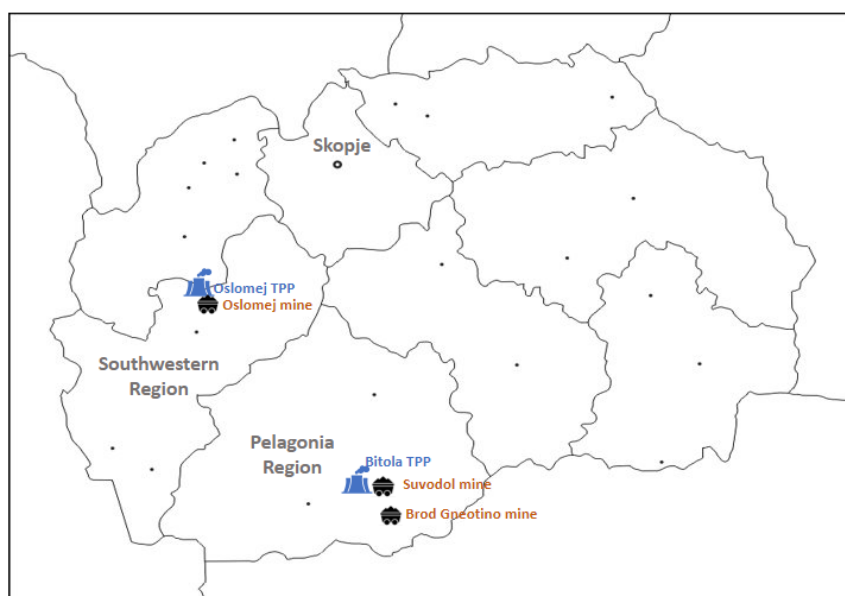 Skopje
Oslomej TPP
Oslomej mine
Southwestern
Region
Pelagonia
Region
Bitola TPP
Suvodol mine
Brod Gneotino mine